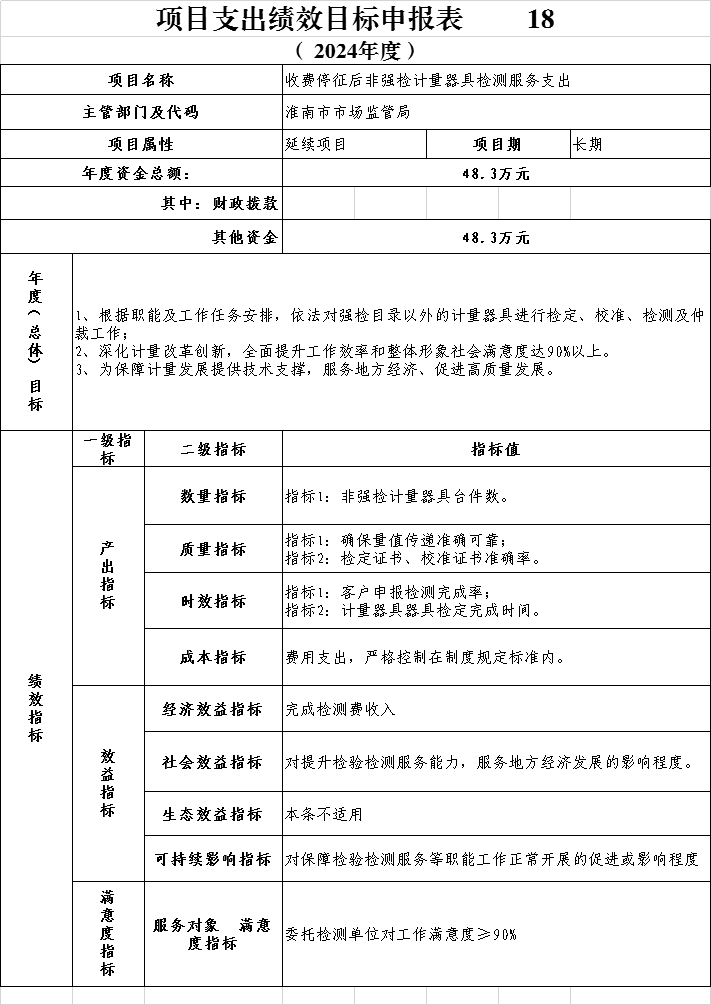 项目支出绩效目标申报表 18
（ 2024年度 ）
项目名称 收费停征后非强检计量器具检测服务支出
主管部门及代码 淮南市市场监管局
项目属性 延续项目 项目期 长期
年度资金总额： 48.3万元
其中：财政拨款
其他资金 48.3万元
年度（总体）目标
1、根据职能及工作任务安排，依法对强检目录以外的计量器具进行检定、校准、检测及仲
裁工作；
2、深化计量改革创新，全面提升工作效率和整体形象社会满意度达90%以上。
3、为保障计量发展提供技术支撑，服务地方经济、促进高质量发展。
绩效指标
一级指标 二级指标 指标值
产出指标
数量指标 指标1：非强检计量器具台件数。
质量指标 指标1：确保量值传递准确可靠；
指标2：检定证书、校准证书准确率。
时效指标 指标1：客户申报检测完成率；
指标2：计量器具器具检定完成时间。
成本指标 费用支出，严格控制在制度规定标准内。
效益指标
经济效益指标 完成检测费收入
社会效益指标 对提升检验检测服务能力，服务地方经济发展的影响程度。
生态效益指标 本条不适用
可持续影响指标 对保障检验检测服务等职能工作正常开展的促进或影响程度
满意度指标
服务对象 满意
度指标 委托检测单位对工作满意度≥90%